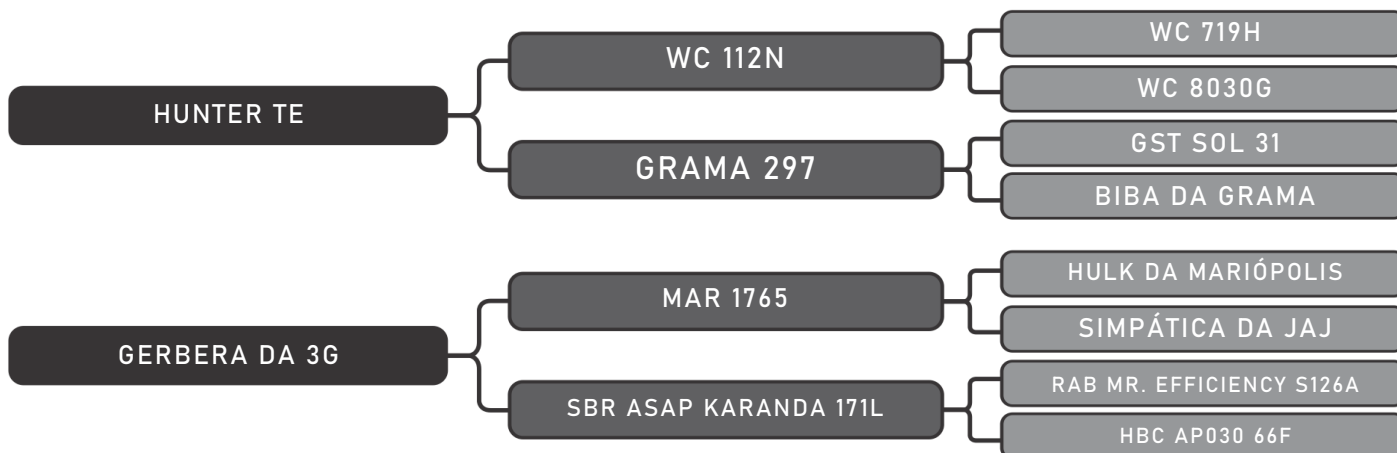 HUNTER TE
WC 112N
WC 719H
WC 8030G
GRAMA 297
GST SOL 31
BIBA DA GRAMA
GERBERA DA 3G
MAR 1765
HULK DA MARIÓPOLIS
SIMPÁTICA DA JAJ
SBR ASAP KARANDA 171L
RAB MR. EFFICIENCY S126A
HBC AP030 66F